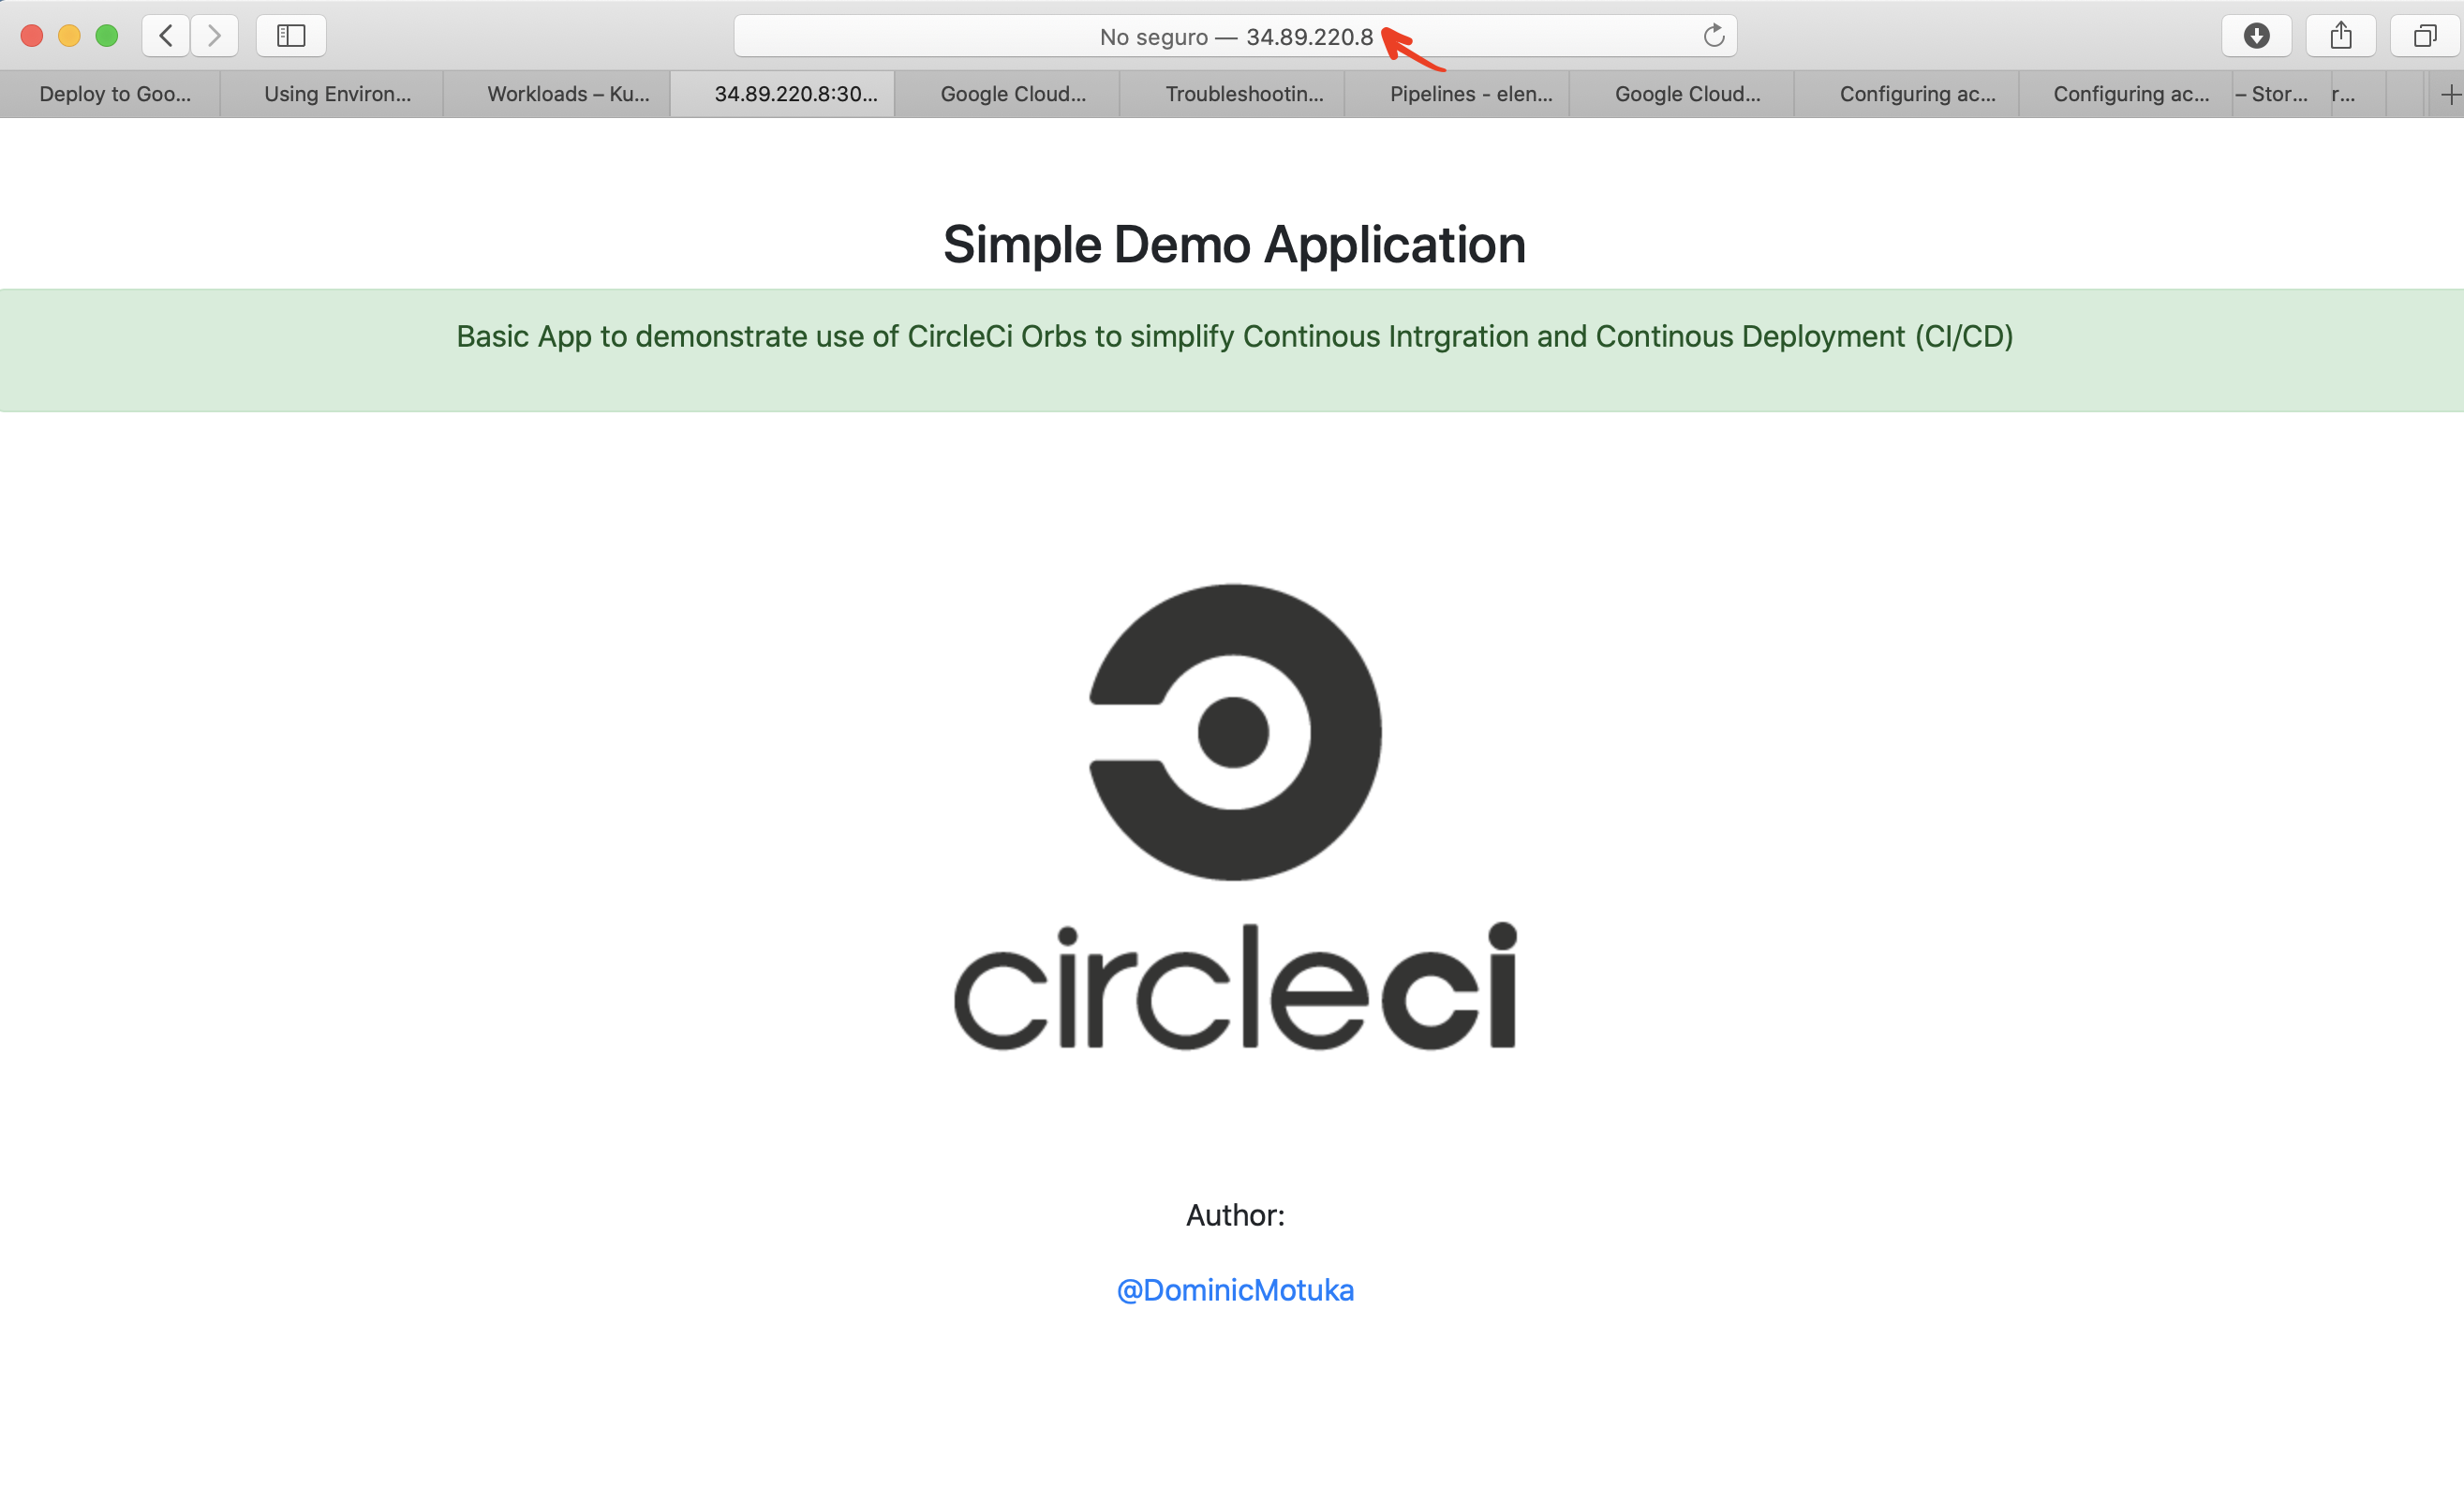 No seguro — 34.89.220.8
Deploy to Goo... Using Environ... Workloads – Ku... 34.89.220.8:30... Google Cloud... Troubleshootin... Pipelines - elen... Google Cloud... Configuring ac... Configuring ac... – Stor... r...
Simple Demo Application
Basic App to demonstrate use of CircleCi Orbs to simplify Continous Intrgration and Continous Deployment (CI/CD)
circleci
Author:
@DominicMotuka